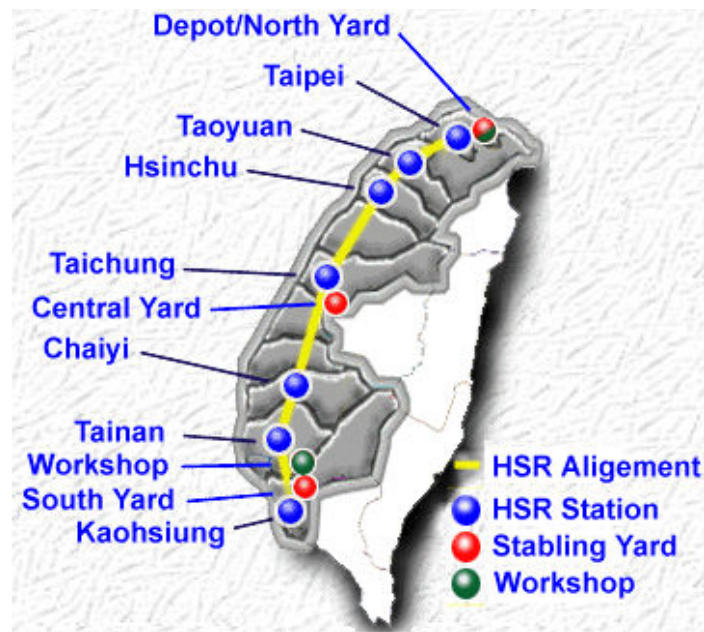 Depot/North Yard
Taipei
Taoyuan
Hsinchu
Taichung
Central Yard
Chaiyi
Tainan
Workshop
South Yard
Kaohsiung
HSR Aligement
HSR Station
Stabling Yard
Workshop